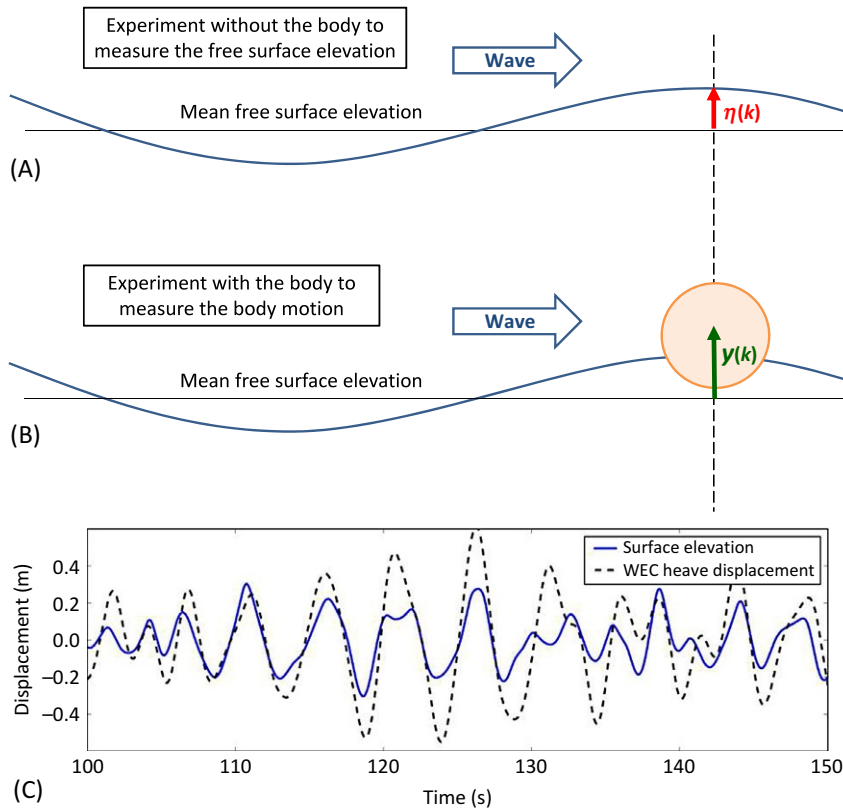 Experiment without the body to
measure the free surface elevation
Wave
Mean free surface elevation
η(k)
(A)
Experiment with the body to
measure the body motion
Wave
y(k)
Mean free surface elevation
(B)
Surface elevation
WEC heave displacement
0.4
0.2
0.0
–0.2
–0.4
Displacement (m)
100 110 120 130 140 150
Time (s)
(C)